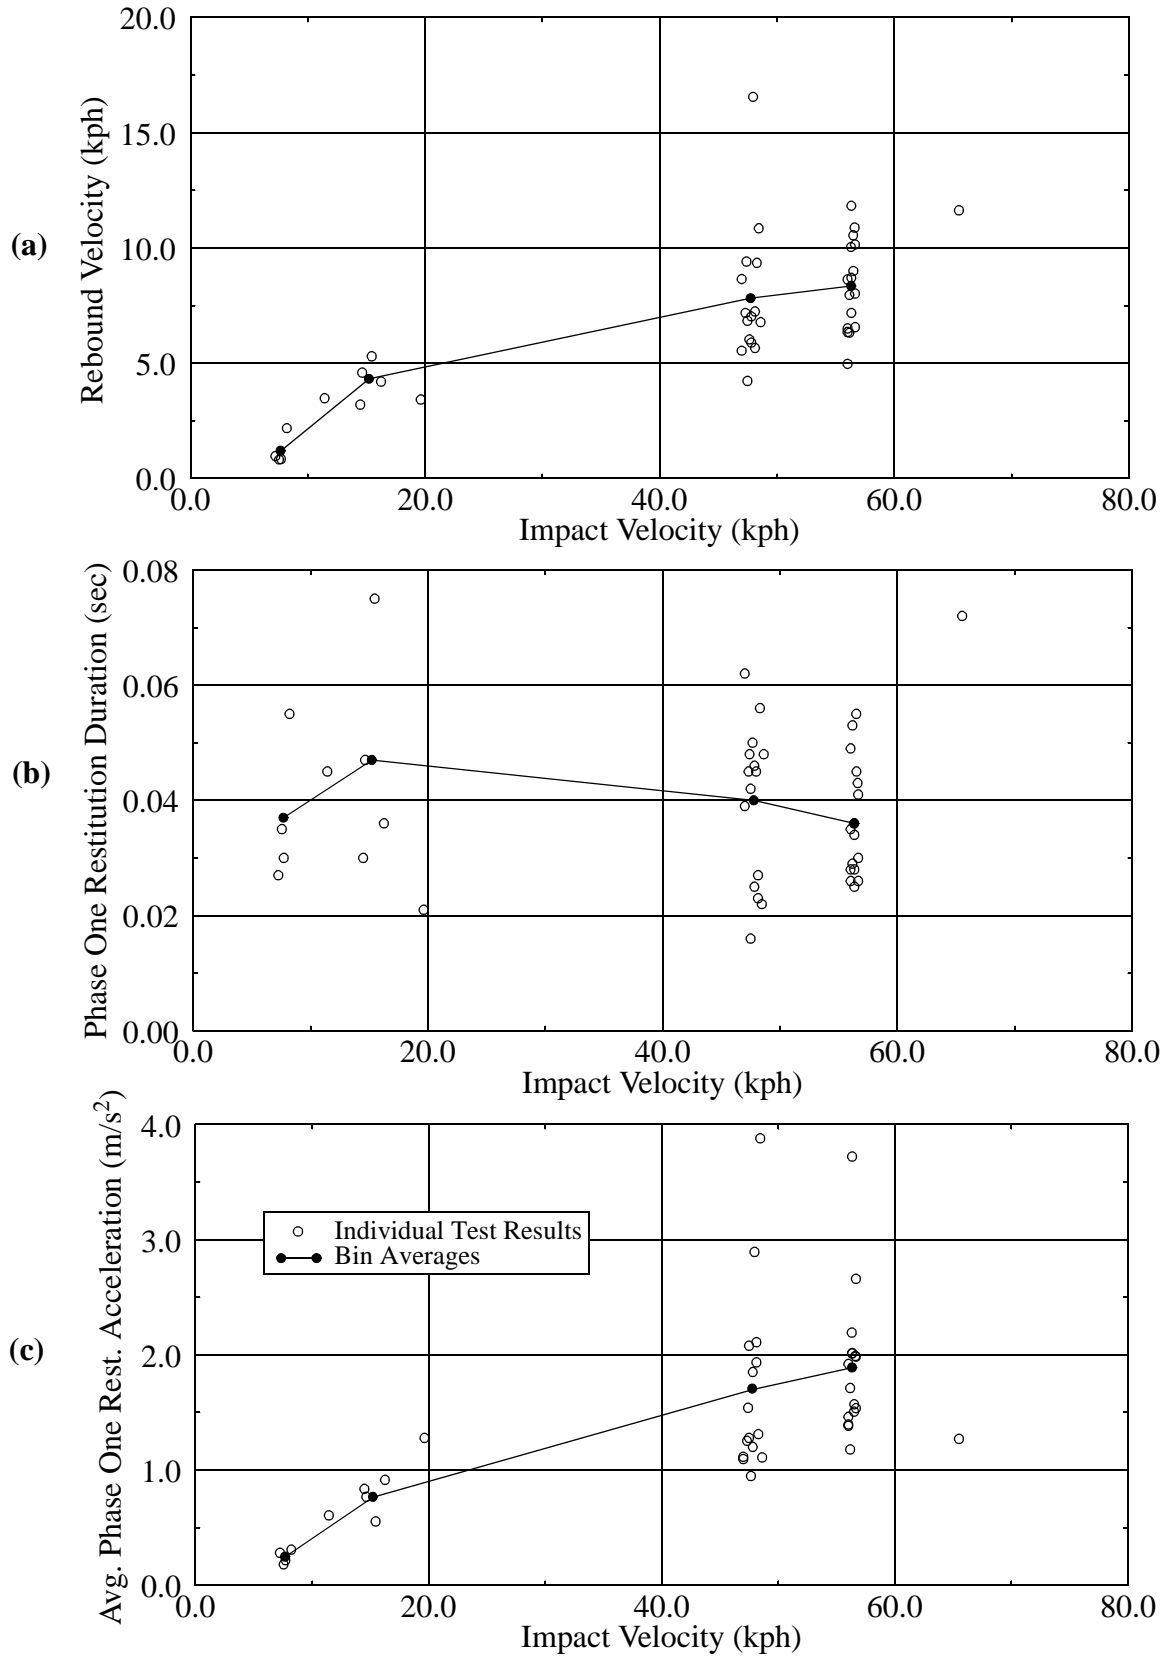 (a)
Rebound Velocity (kph)
20.0
15.0
10.0
5.0
0.0
0.0 20.0 40.0 60.0 80.0
Impact Velocity (kph)
(b)
Phase One Restitution Duration (sec)
0.08
0.06
0.04
0.02
0.00
0.0 20.0 40.0 60.0 80.0
Impact Velocity (kph)
(c)
Avg. Phase One Rest. Acceleration (m/s²)
4.0
3.0
2.0
1.0
0.0
Individual Test Results
Bin Averages
0.0 20.0 40.0 60.0 80.0
Impact Velocity (kph)